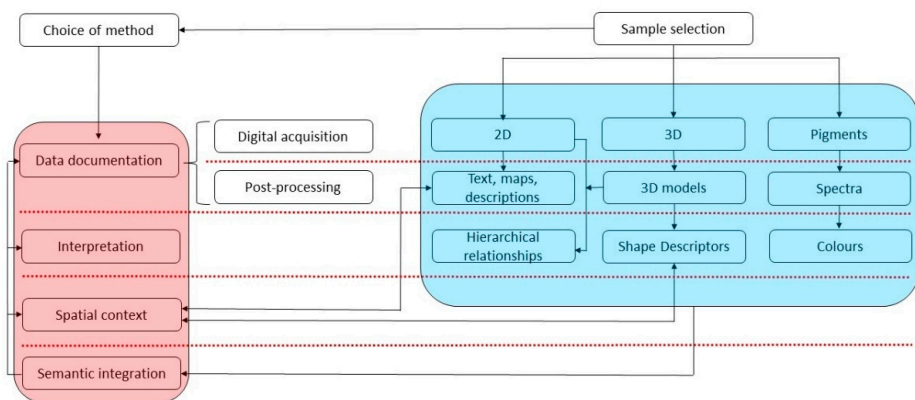 Choice of method
Sample selection
Digital acquisition
2D
3D
Pigments
Data documentation
Post-processing
Text, maps,
descriptions
3D models
Spectra
Interpretation
Hierarchical
relationships
Shape Descriptors
Colours
Spatial context
Semantic integration